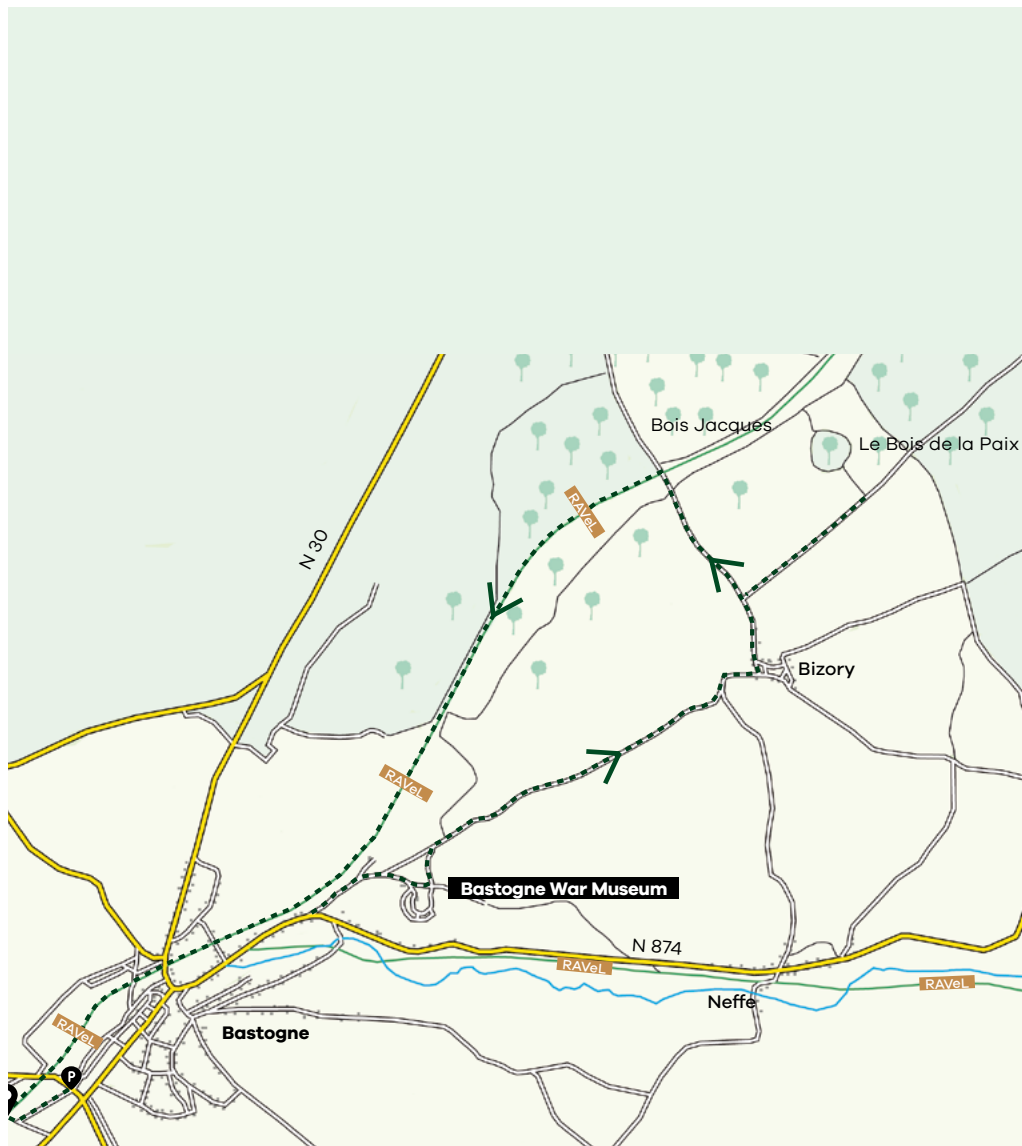 Bois Jacques
Le Bois de la Paix
RAVeL
N 30
Bizory
RAVeL
Bastogne War Museum
N 874
RAVeL
RAVeL
Neffe
RAVeL
Bastogne
P